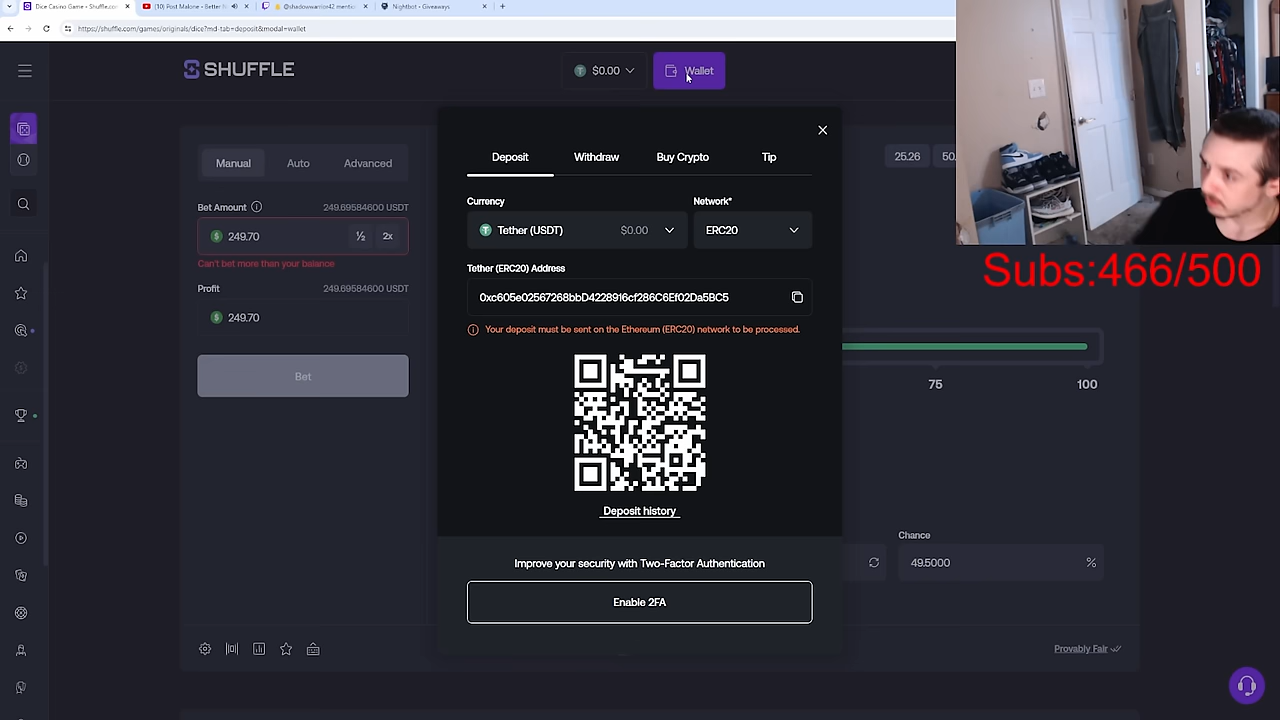 Dice Casino Game - Shuffle.com
(10) Post Malone - Better
@shadowwarrior42 mentio
Nightbot - Giveaways
https://shuffle.com/games/originals/dice?md-tab=deposit&modal=wallet
SHUFFLE
$0.00
Wallet
Manual
Auto
Advanced
Bet Amount
249.69584600 USDT
249.70
½
2x
Can't bet more than your balance
Profit
249.69584600 USDT
249.70
Bet
Deposit
Withdraw
Buy Crypto
Tip
Currency
Network*
Tether (USDT)
$0.00
ERC20
Tether (ERC20) Address
0xc605e02567268bbD4228916cf286C6Ef02Da5BC5
Your deposit must be sent on the Ethereum (ERC20) network to be processed.
Deposit history
Improve your security with Two-Factor Authentication
Enable 2FA
25.26
50.
Subs:466/500
75
100
Chance
49.5000
%
Provably Fair